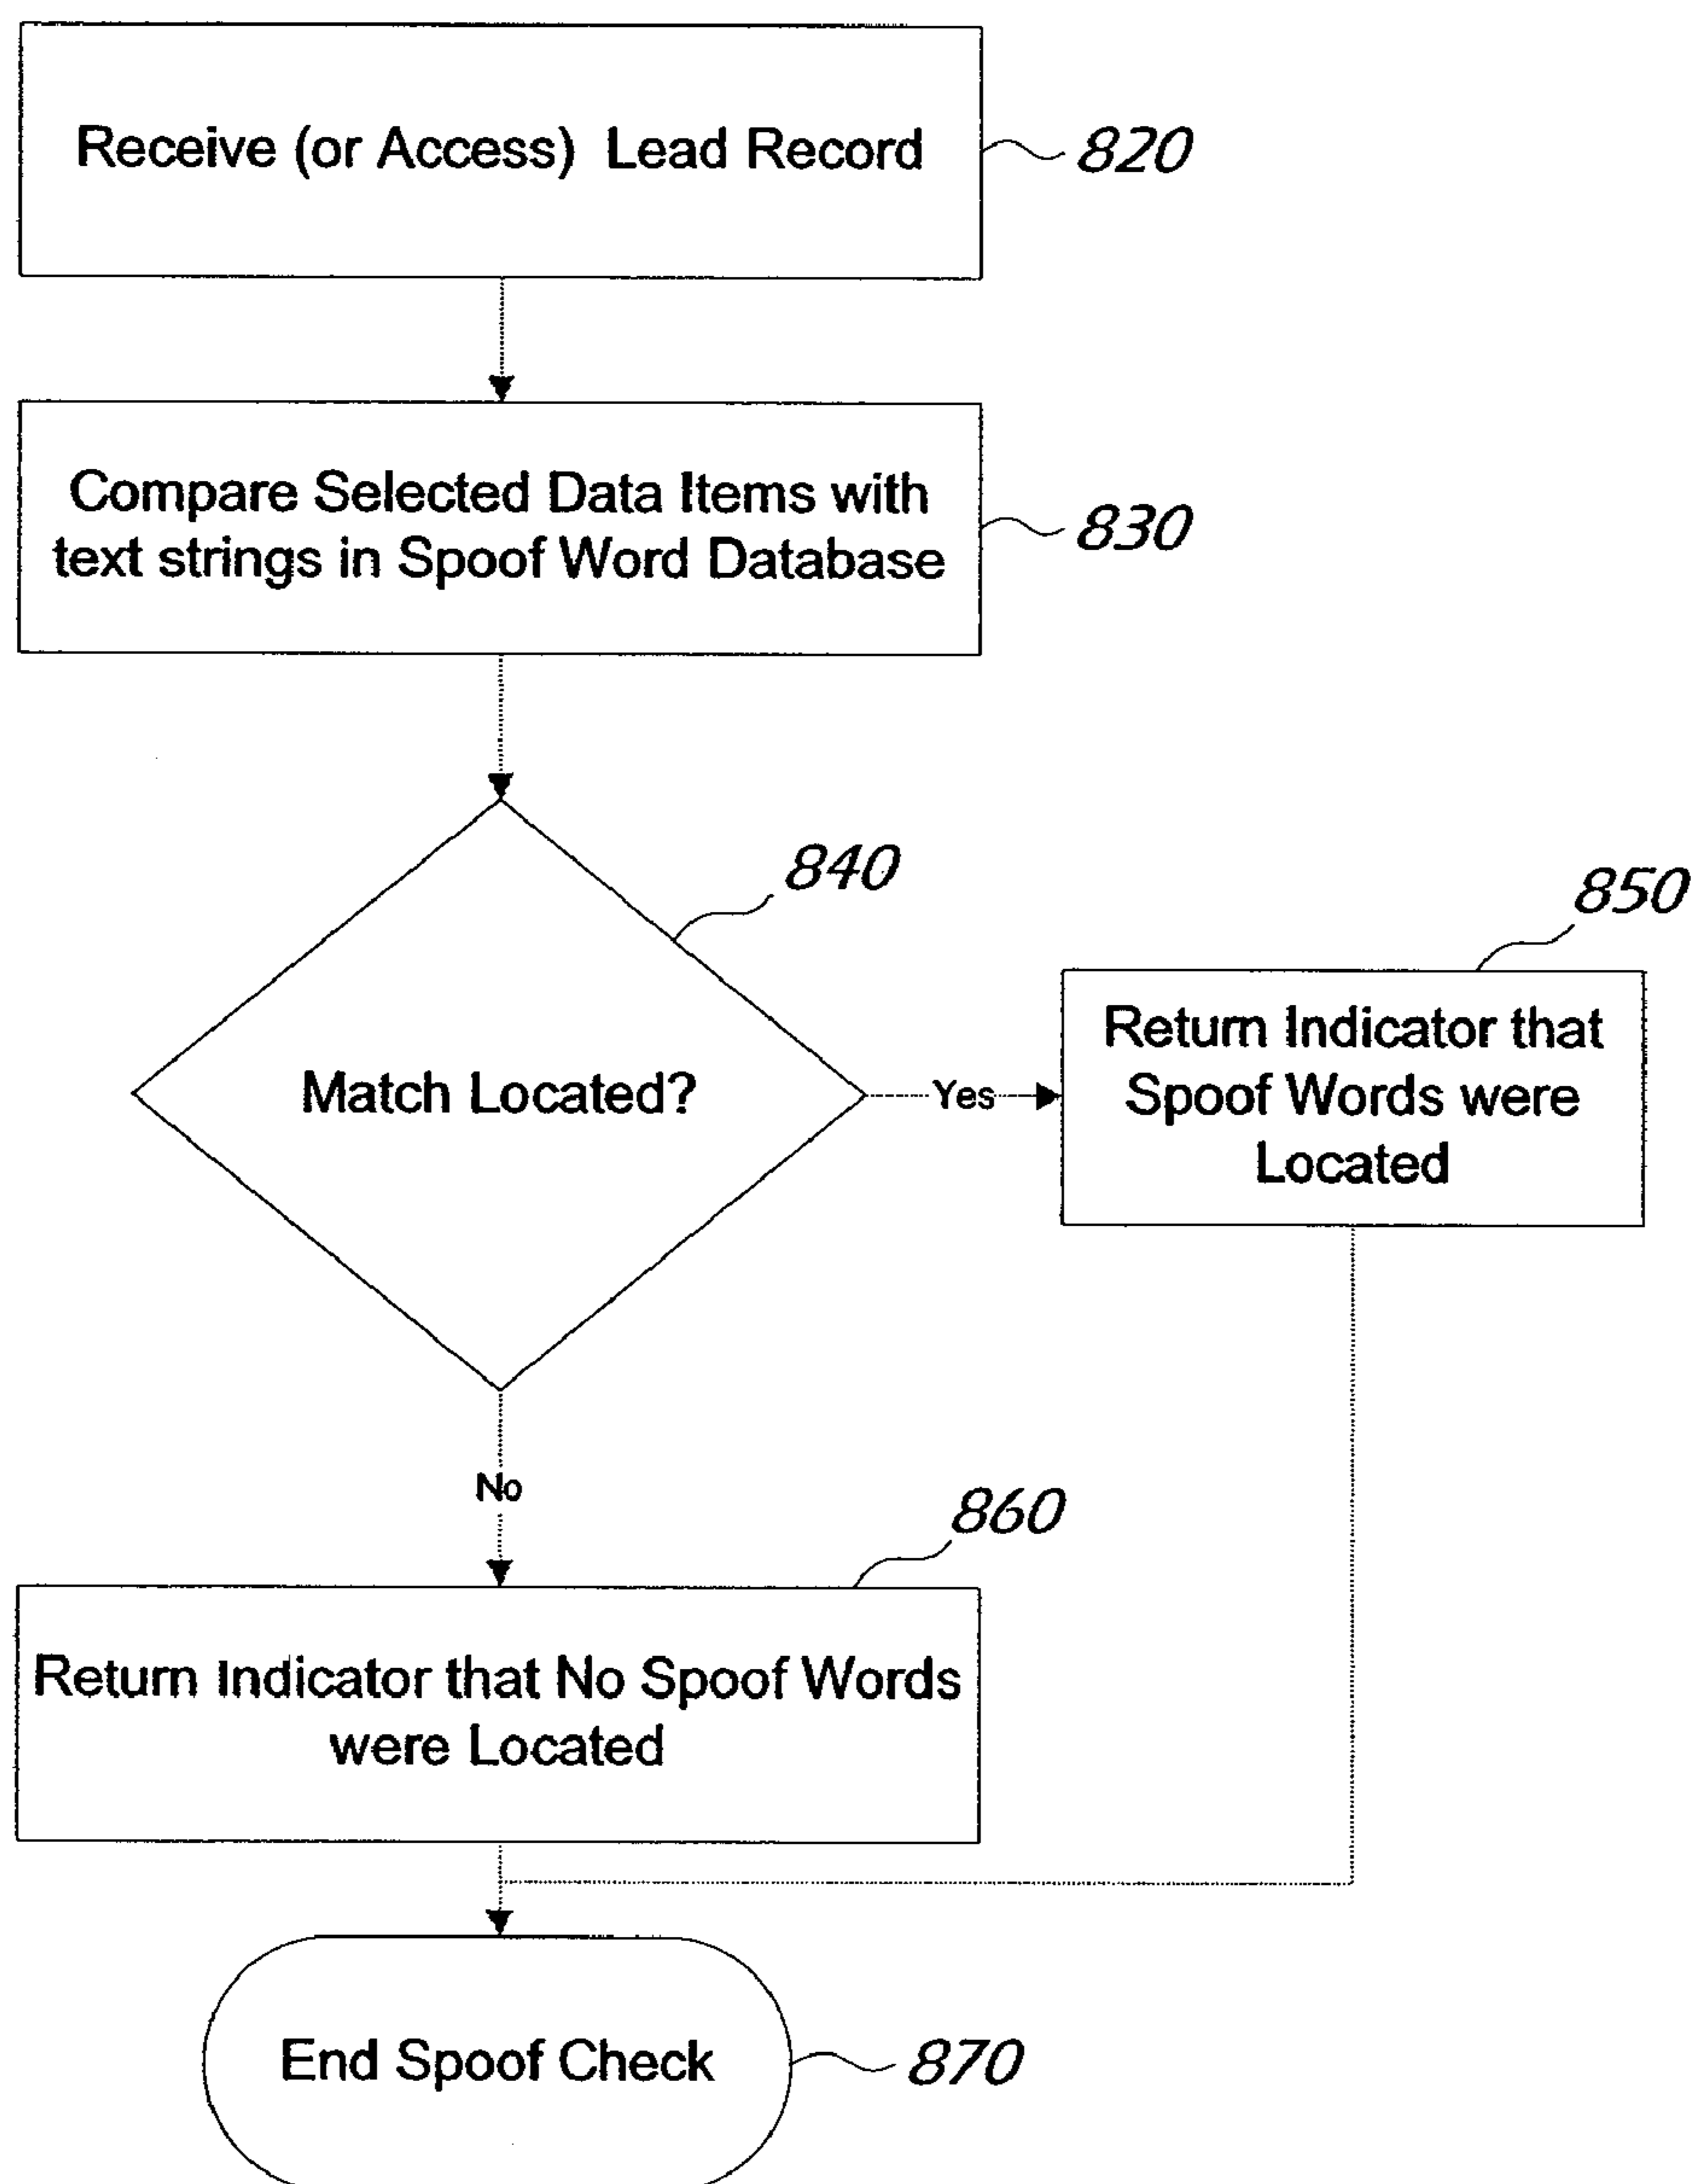 Receive (or Access) Lead Record
820
Compare Selected Data Items with
text strings in Spoof Word Database
830
840
Match Located?
Yes
850
Return Indicator that
Spoof Words were
Located
No
860
Return Indicator that No Spoof Words
were Located
End Spoof Check
870